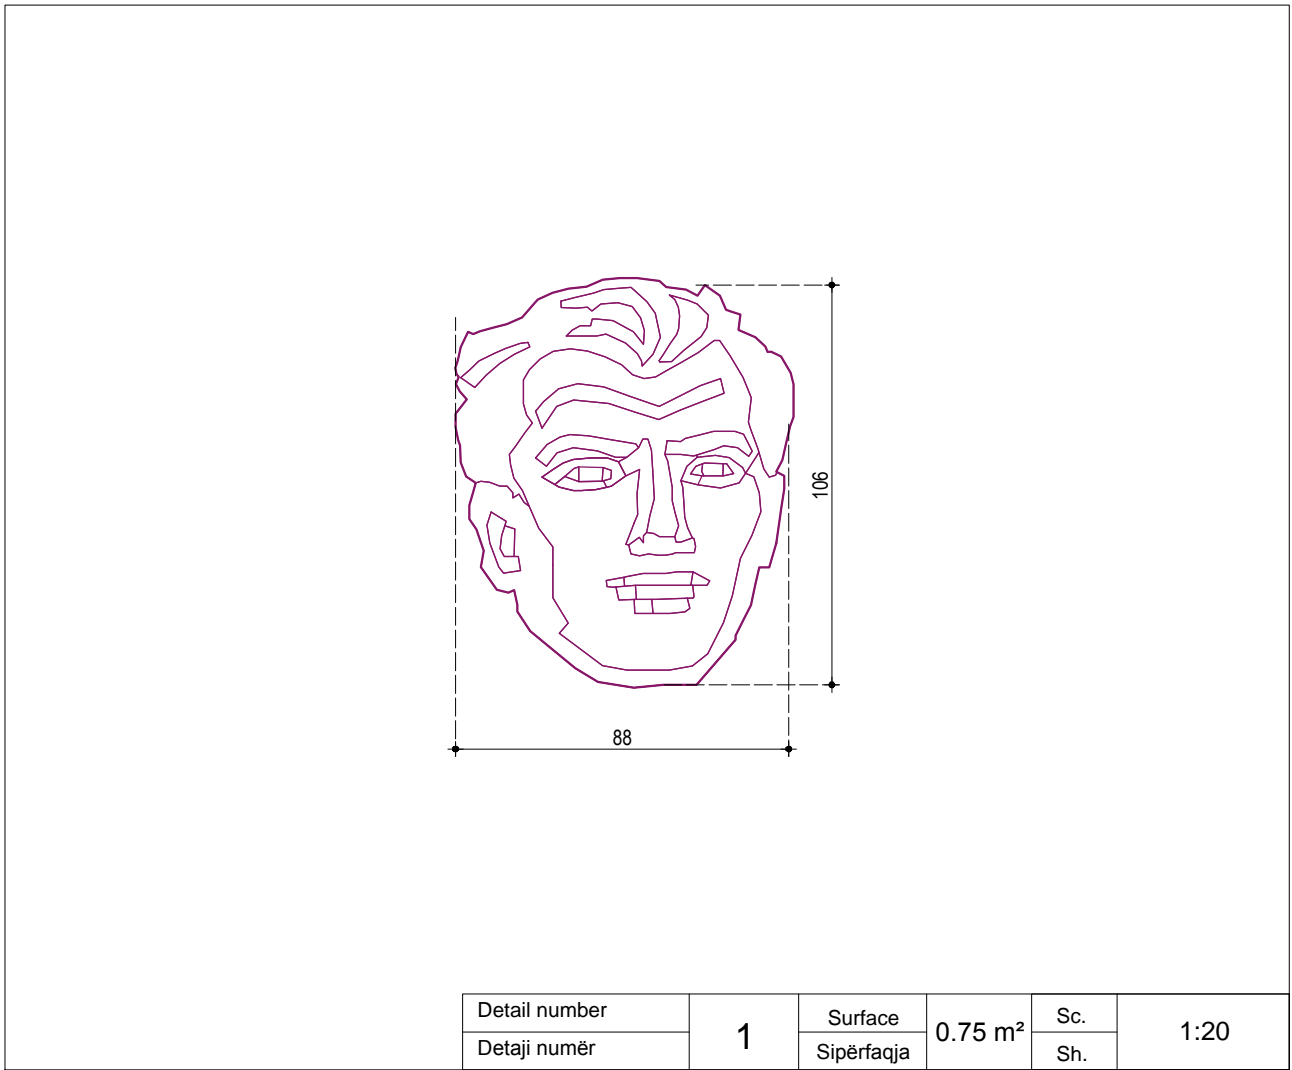 106
88
Detail number
Detaji numër
1
Surface
Sipërfaqja
0.75 m²
Sc.
Sh.
1:20